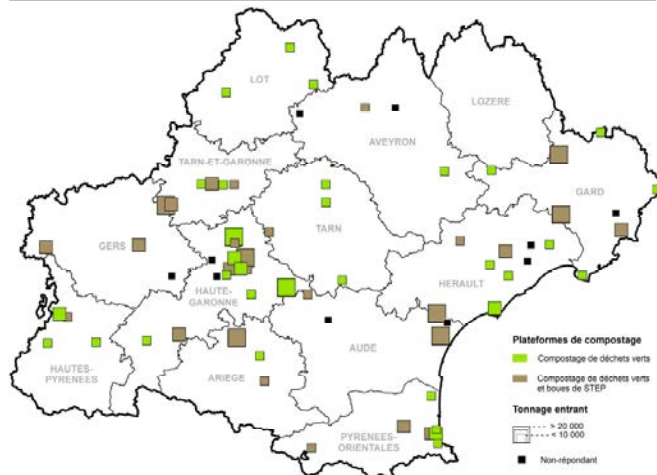 LOT
LOZERE
AVEYRON
TARN-ET-GARONNE
GARD
TARN
GERS
HERAULT
HAUTE-
GARONNE
AUDE
HAUTES-
PYRENEES
ARIEGE
PYRENEES-
ORIENTALES
Plateformes de compostage
Compostage de déchets verts
Compostage de déchets verts
et boues de STEP
Tonnage entrant
> 20 000
< 10 000
Non-répondant